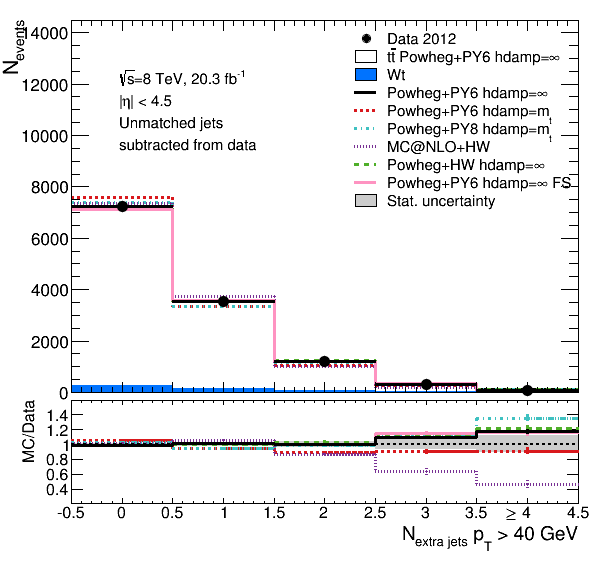 N_events
14000
12000
10000
8000
6000
4000
2000
0
√s=8 TeV, 20.3 fb⁻¹
|η| < 4.5
Unmatched jets
subtracted from data
Data 2012
tt̄ Powheg+PY6 hdamp=∞
Wt
Powheg+PY6 hdamp=∞
Powheg+PY6 hdamp=m_t
Powheg+PY8 hdamp=m_t
MC@NLO+HW
Powheg+HW hdamp=∞
Powheg+PY6 hdamp=∞ FS
Stat. uncertainty
MC/Data
1.4
1.2
1
0.8
0.6
0.4
-0.5 0 0.5 1 1.5 2 2.5 3 3.5 ≥ 4 4.5
N_extra jets p_T > 40 GeV